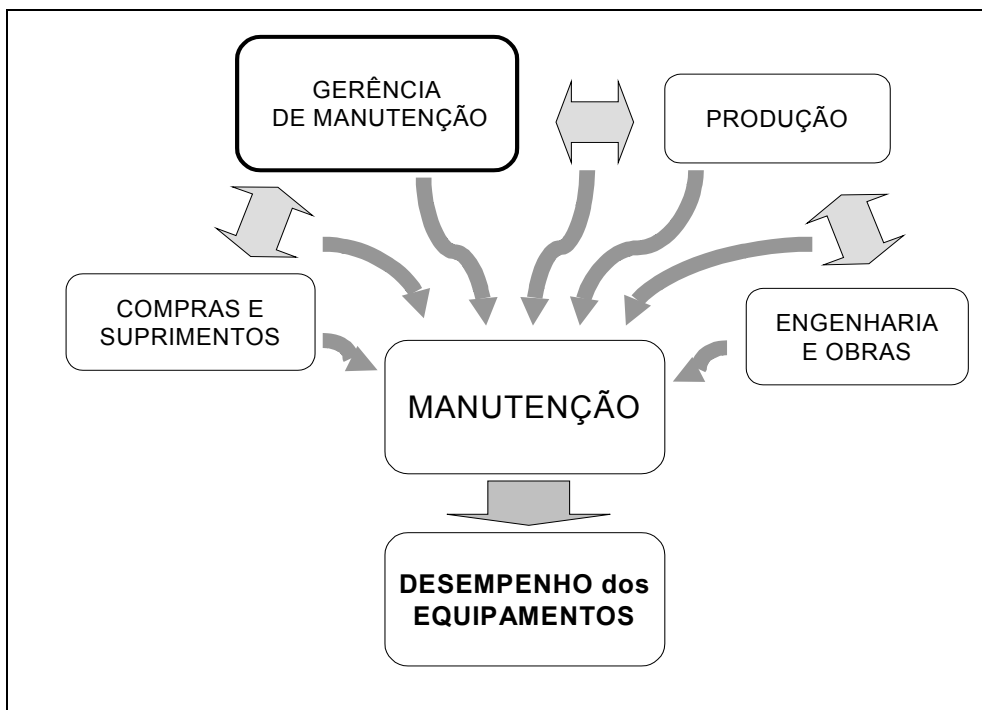 GERÊNCIA
DE MANUTENÇÃO
PRODUÇÃO
COMPRAS E
SUPRIMENTOS
ENGENHARIA
E OBRAS
MANUTENÇÃO
DESEMPENHO dos
EQUIPAMENTOS